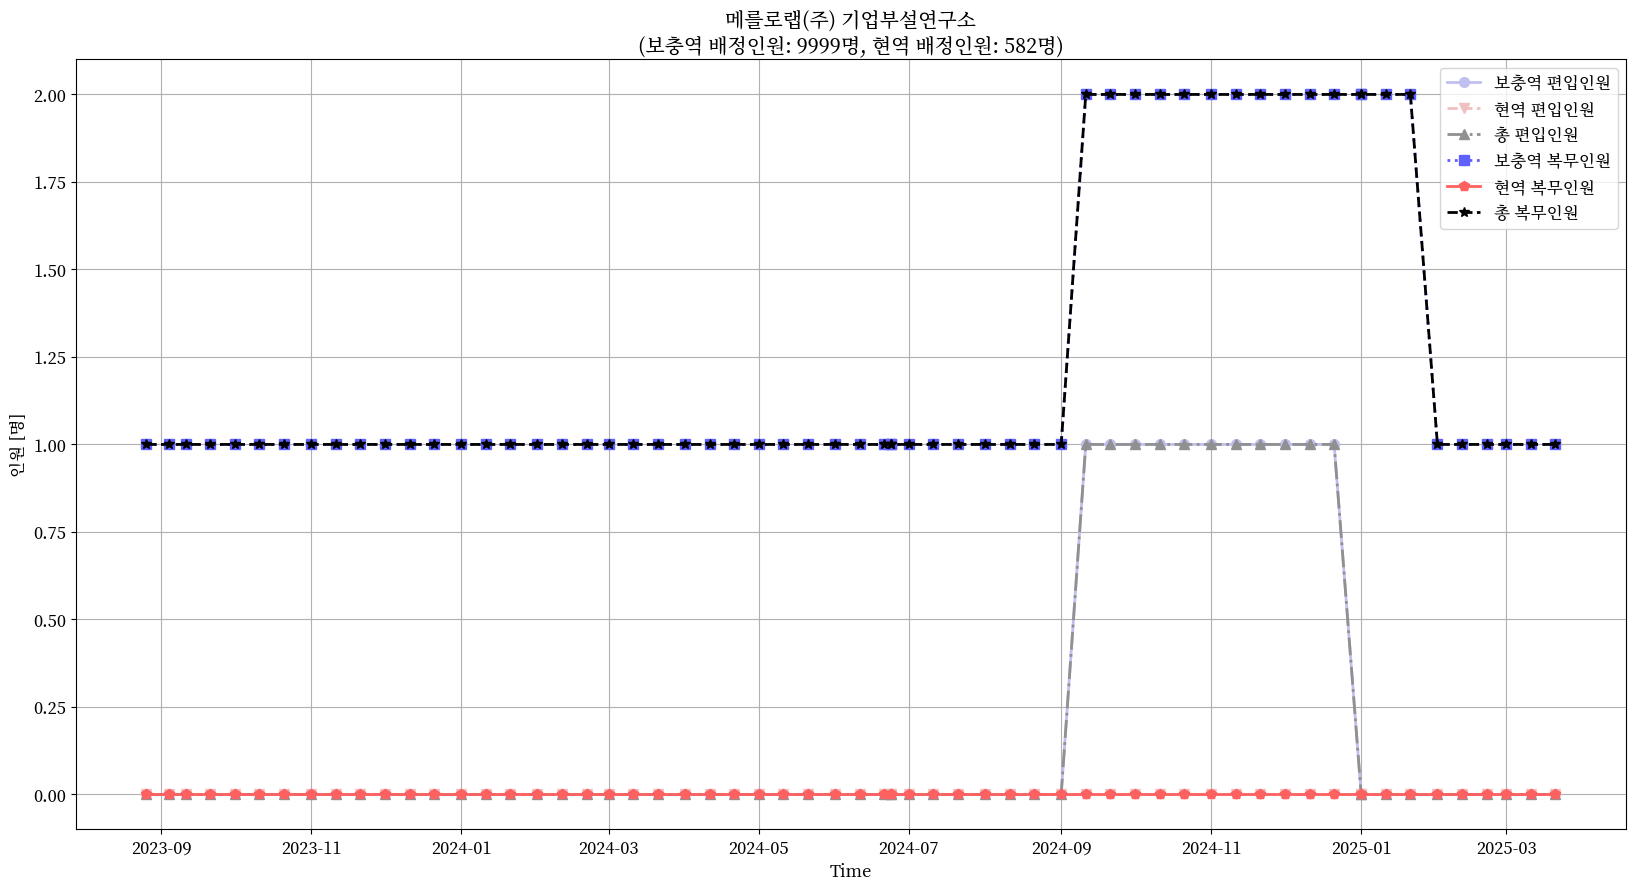 메를로랩(주) 기업부설연구소
(보충역 배정인원: 9999명, 현역 배정인원: 582명)
보충역 편입인원
현역 편입인원
총 편입인원
보충역 복무인원
현역 복무인원
총 복무인원
2.00
1.75
1.50
1.25
1.00
0.75
0.50
0.25
0.00
인원 [명]
2023-09
2023-11
2024-01
2024-03
2024-05
2024-07
2024-09
2024-11
2025-01
2025-03
Time